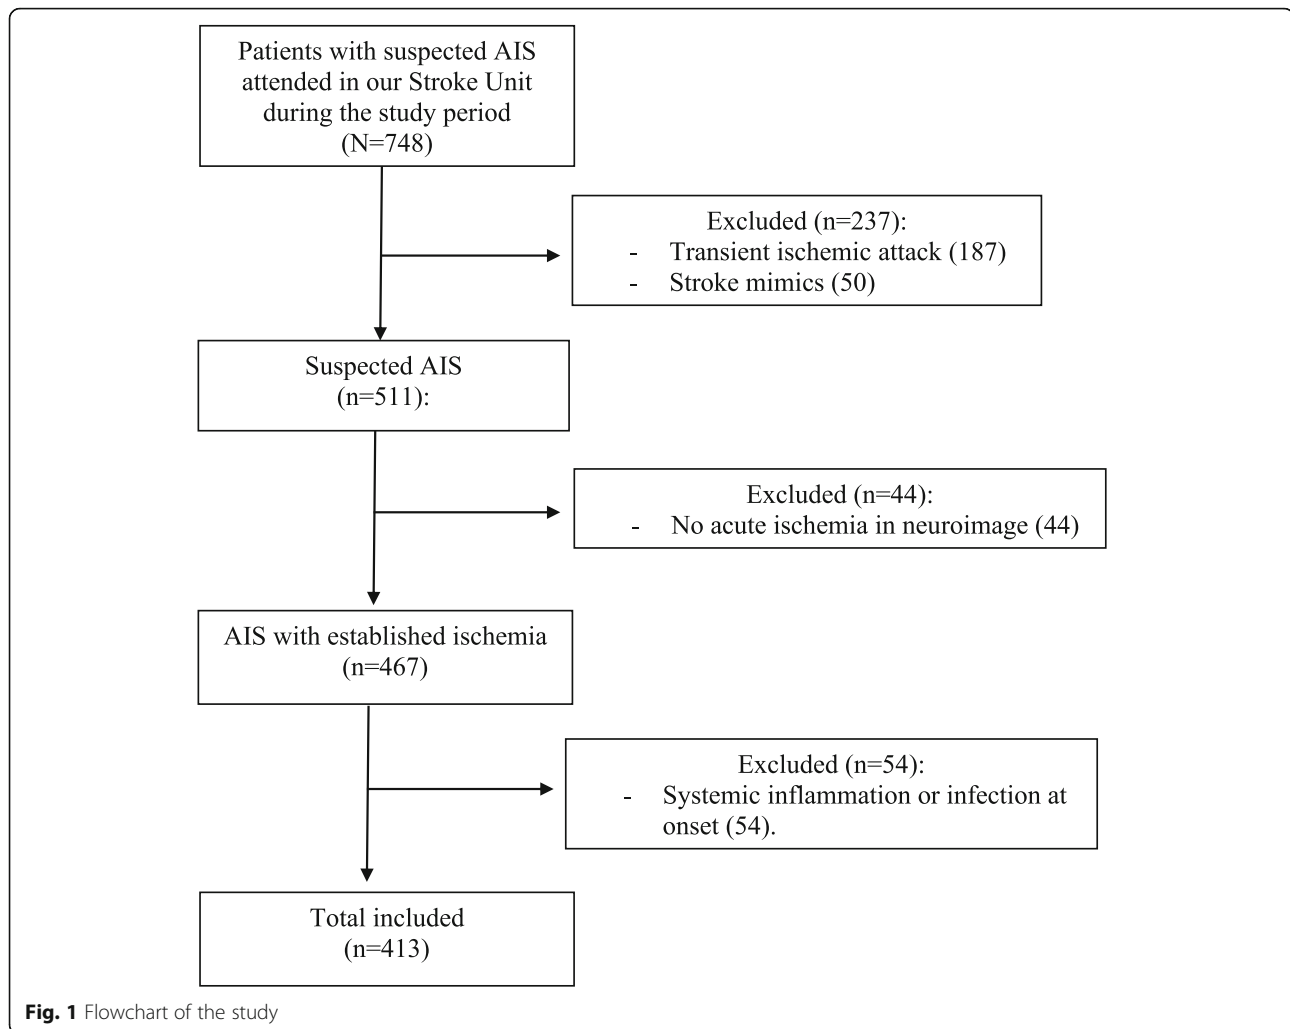 Patients with suspected AIS
attended in our Stroke Unit
during the study period
(N=748)
Excluded (n=237):
- Transient ischemic attack (187)
- Stroke mimics (50)
Suspected AIS
(n=511):
Excluded (n=44):
- No acute ischemia in neuroimage (44)
AIS with established ischemia
(n=467)
Excluded (n=54):
- Systemic inflammation or infection at
onset (54).
Total included
(n=413)
Fig. 1 Flowchart of the study